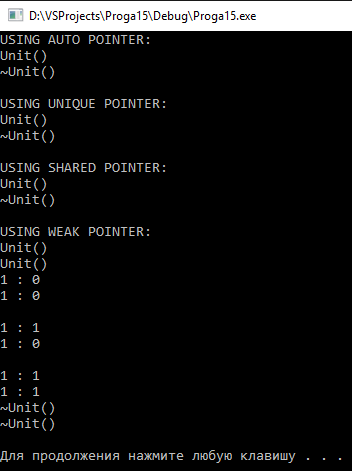 D:\VSProjects\Proga15\Debug\Proga15.exe
USING AUTO POINTER:
Unit()
~Unit()
USING UNIQUE POINTER:
Unit()
~Unit()
USING SHARED POINTER:
Unit()
~Unit()
USING WEAK POINTER:
Unit()
Unit()
1 : 0
1 : 0
1 : 1
1 : 0
1 : 1
1 : 1
~Unit()
~Unit()
Для продолжения нажмите любую клавишу . . .